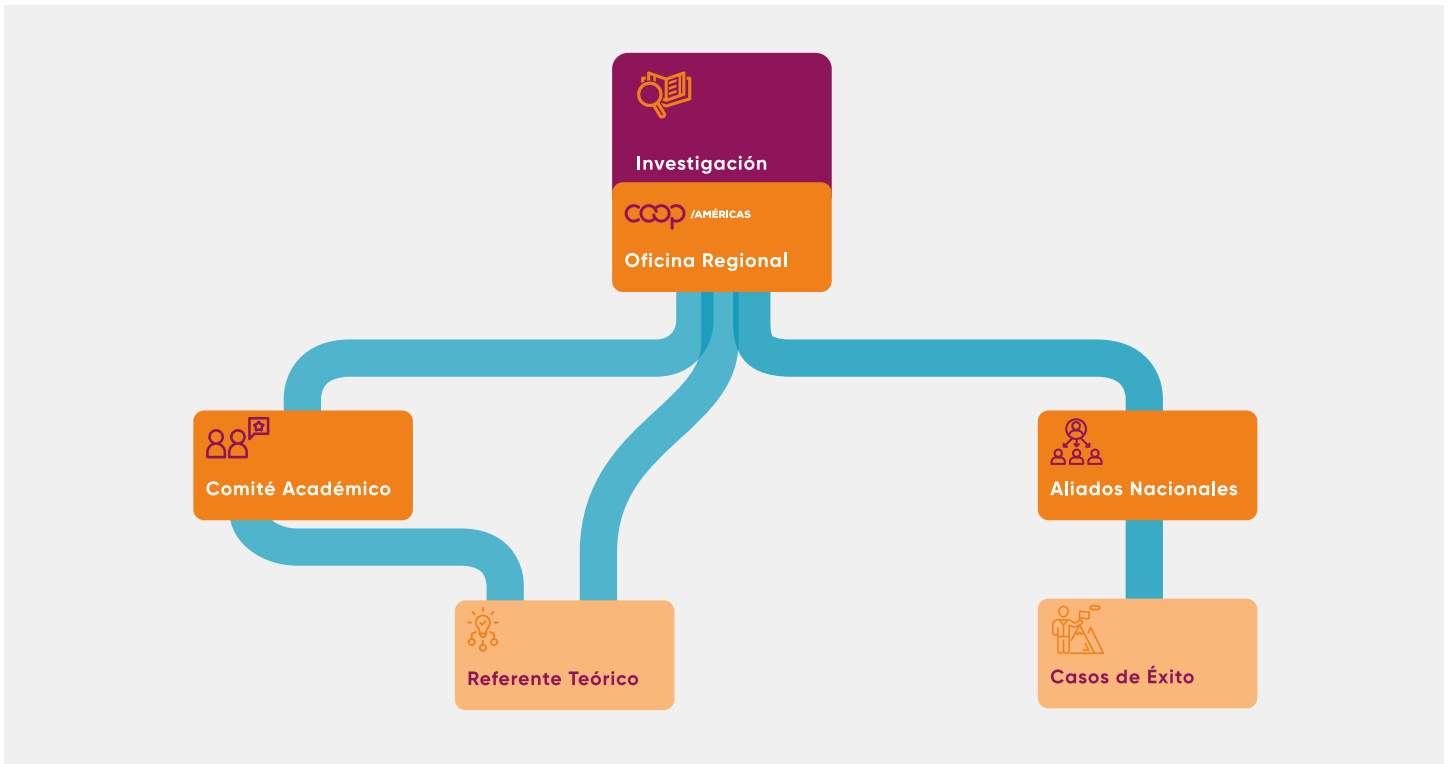 Investigación
coop /AMÉRICAS
Oficina Regional
Comité Académico
Aliados Nacionales
Referente Teórico
Casos de Éxito